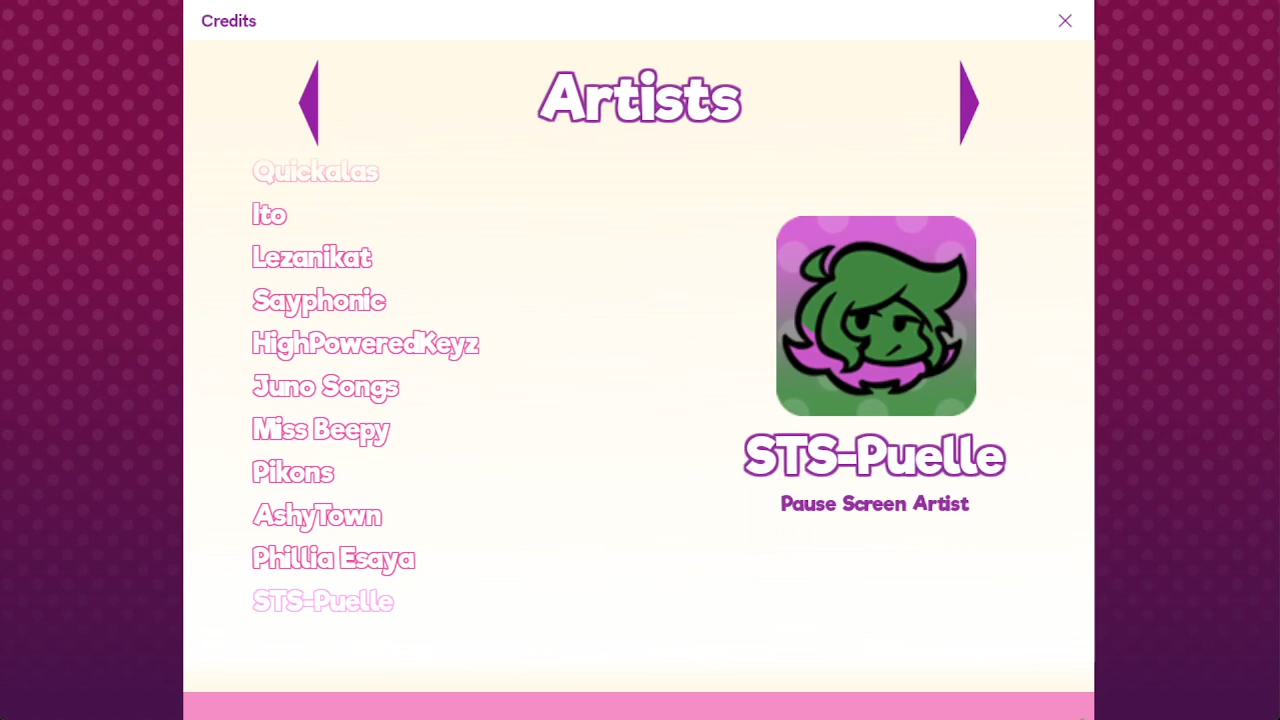 Credits
Artists
Quickalas
Ito
Lezanikat
Sayphonic
HighPoweredKeyz
Juno Songs
Miss Beepy
Pikons
AshyTown
Phillia Esaya
STS-Puelle
STS-Puelle
Pause Screen Artist